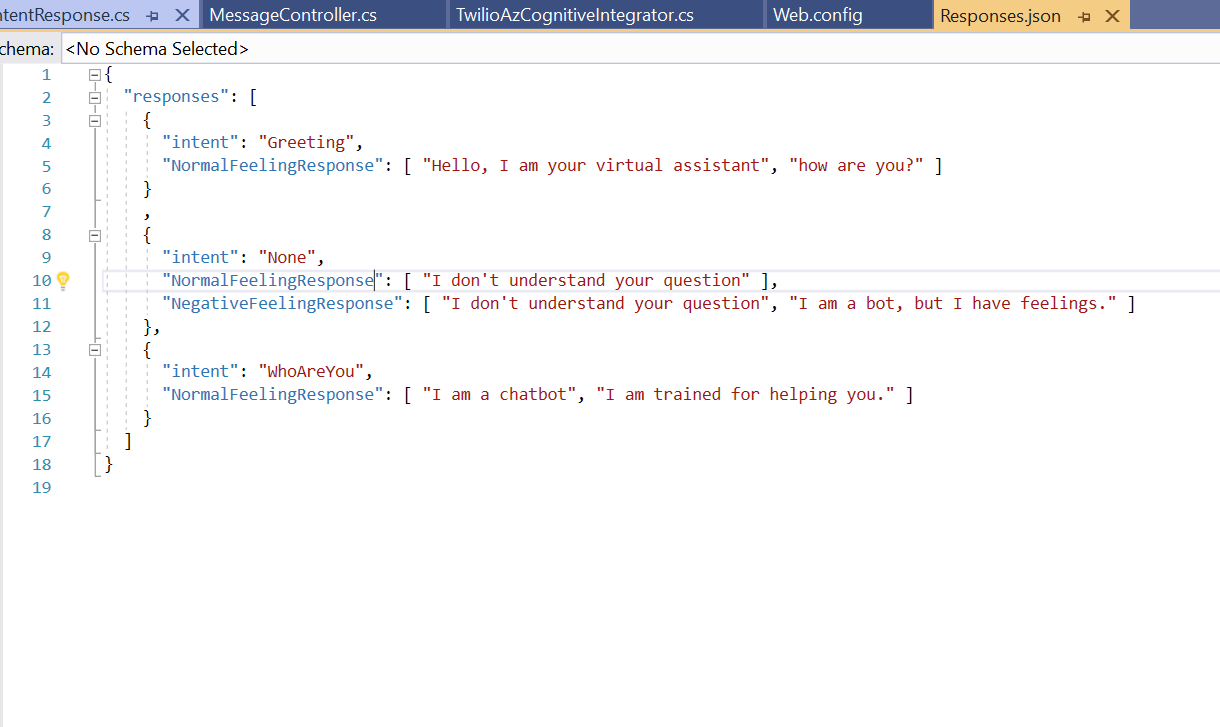 ntentResponse.cs MessageController.cs TwilioAzCognitiveIntegrator.cs Web.config Responses.json
chema: <No Schema Selected>
1 {
2 "responses": [
3 {
4 "intent": "Greeting",
5 "NormalFeelingResponse": [ "Hello, I am your virtual assistant", "how are you?" ]
6 }
7 ,
8 {
9 "intent": "None",
10 "NormalFeelingResponse": [ "I don't understand your question" ],
11 "NegativeFeelingResponse": [ "I don't understand your question", "I am a bot, but I have feelings." ]
12 },
13 {
14 "intent": "WhoAreYou",
15 "NormalFeelingResponse": [ "I am a chatbot", "I am trained for helping you." ]
16 }
17 ]
18 }
19